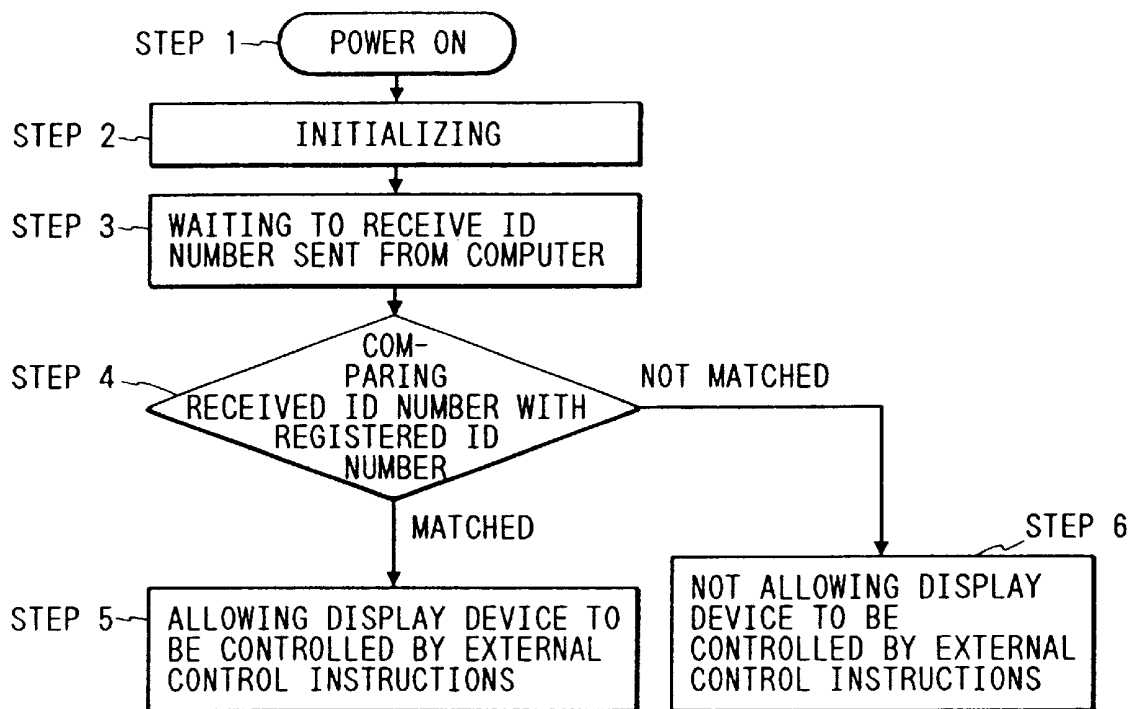 STEP 1
POWER ON
STEP 2
INITIALIZING
STEP 3
WAITING TO RECEIVE ID
NUMBER SENT FROM COMPUTER
STEP 4
COM-
PARING
RECEIVED ID NUMBER WITH
REGISTERED ID
NUMBER
NOT MATCHED
MATCHED
STEP 5
ALLOWING DISPLAY DEVICE TO
BE CONTROLLED BY EXTERNAL
CONTROL INSTRUCTIONS
STEP 6
NOT ALLOWING DISPLAY
DEVICE TO BE
CONTROLLED BY EXTERNAL
CONTROL INSTRUCTIONS